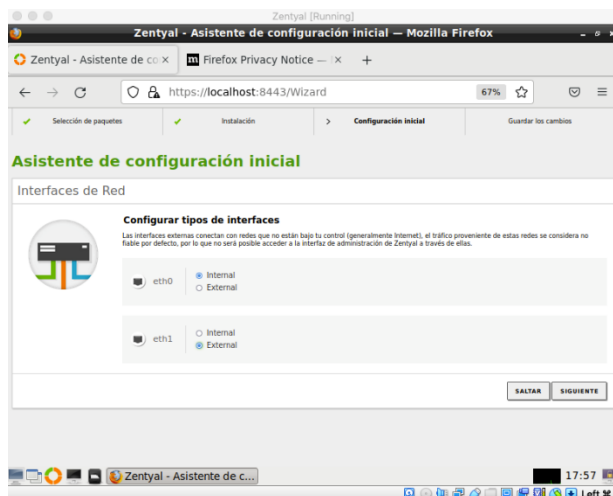 Zentyal [Running]
Zentyal - Asistente de configuración inicial — Mozilla Firefox
Zentyal - Asistente de co
Firefox Privacy Notice —
https://localhost:8443/Wizard
67%
Selección de paquetes
Instalación
Configuración inicial
Guardar los cambios
Asistente de configuración inicial
Interfaces de Red
Configurar tipos de interfaces
Las interfaces externas conectan con redes que no están bajo tu control (generalmente Internet), el tráfico proveniente de estas redes se considera no
fiable por defecto, por lo que no será posible acceder a la interfaz de administración de Zentyal a través de ellas.
eth0
Internal
External
eth1
Internal
External
SALTAR
SIGUIENTE
Zentyal - Asistente de c...
17:57
Left ⌘